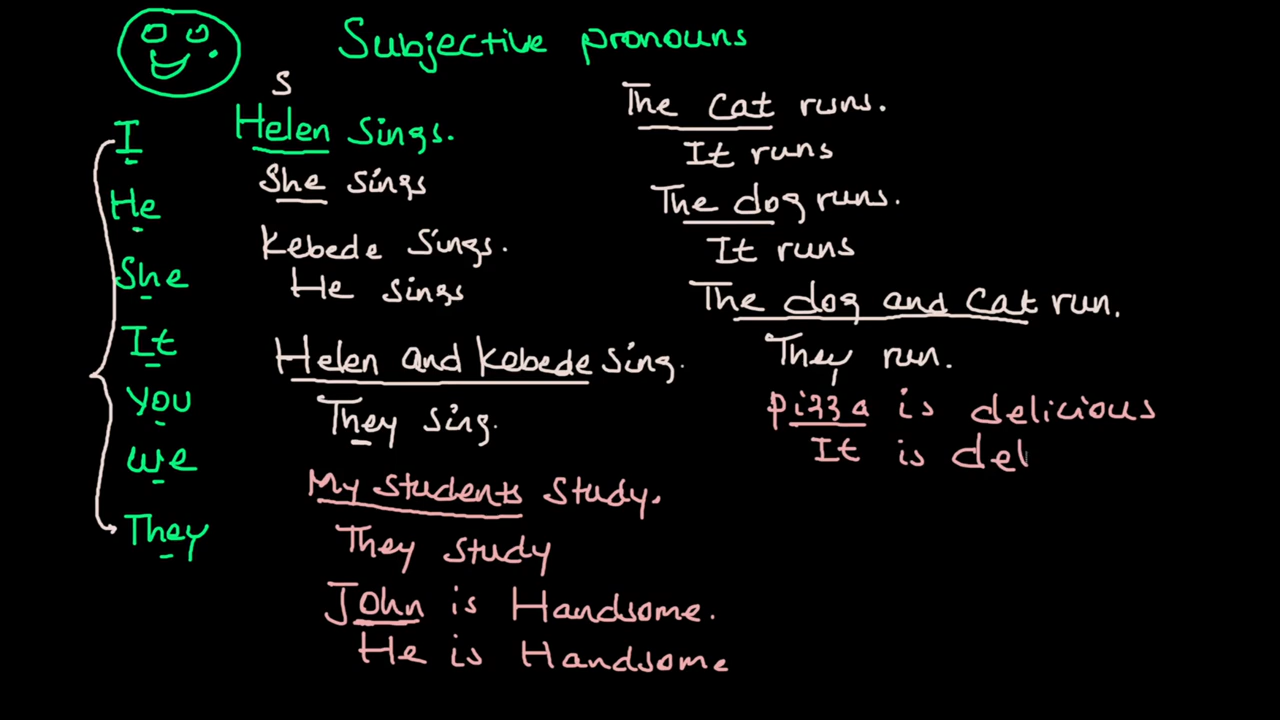 Subjective pronouns
I
He
She
It
you
we
They
S
Helen sings.
She sings
Kebede sings.
He sings
Helen and Kebede sing.
They sing.
My students study.
They study
John is Handsome.
He is Handsome
The cat runs.
It runs
The dog runs.
It runs
The dog and cat run.
They run.
pizza is delicious
It is del